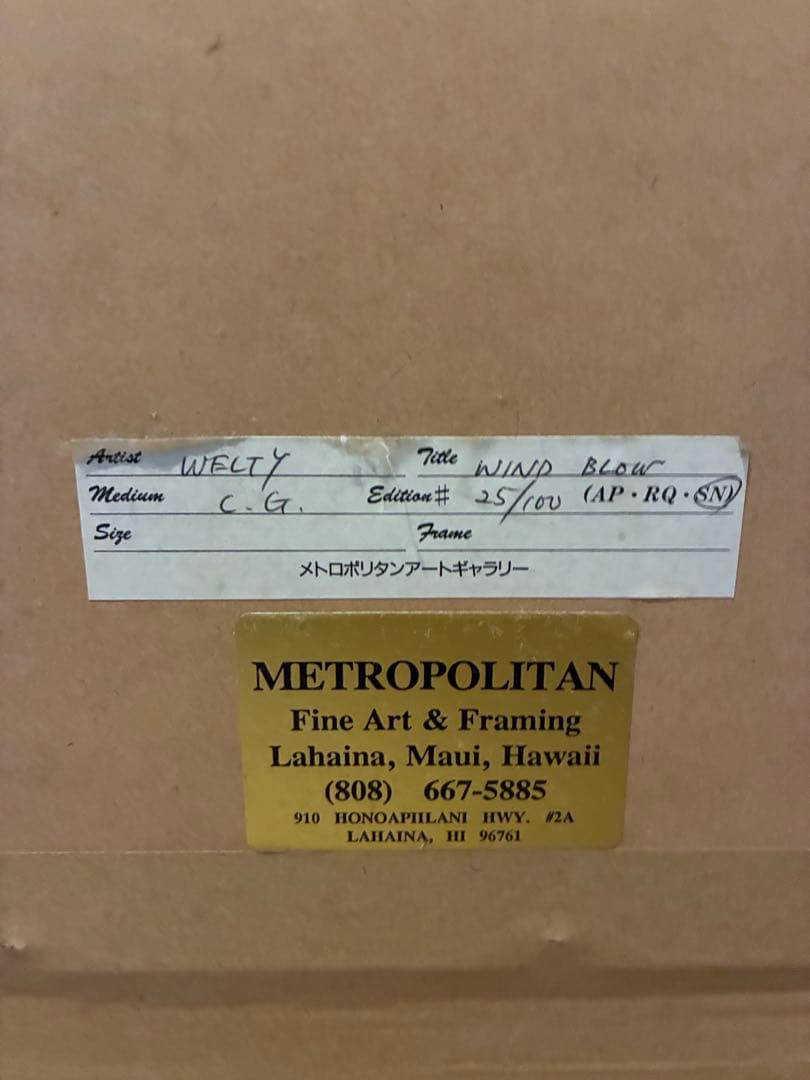 Artist WELTY Title WIND BLOW
Medium C.G. Edition# 25/100 (AP・RQ・SN)
Size Frame
メトロポリタンアートギャラリー
METROPOLITAN
Fine Art & Framing
Lahaina, Maui, Hawaii
(808) 667-5885
910 HONOAPIILANI HWY. #2A
LAHAINA, HI 96761